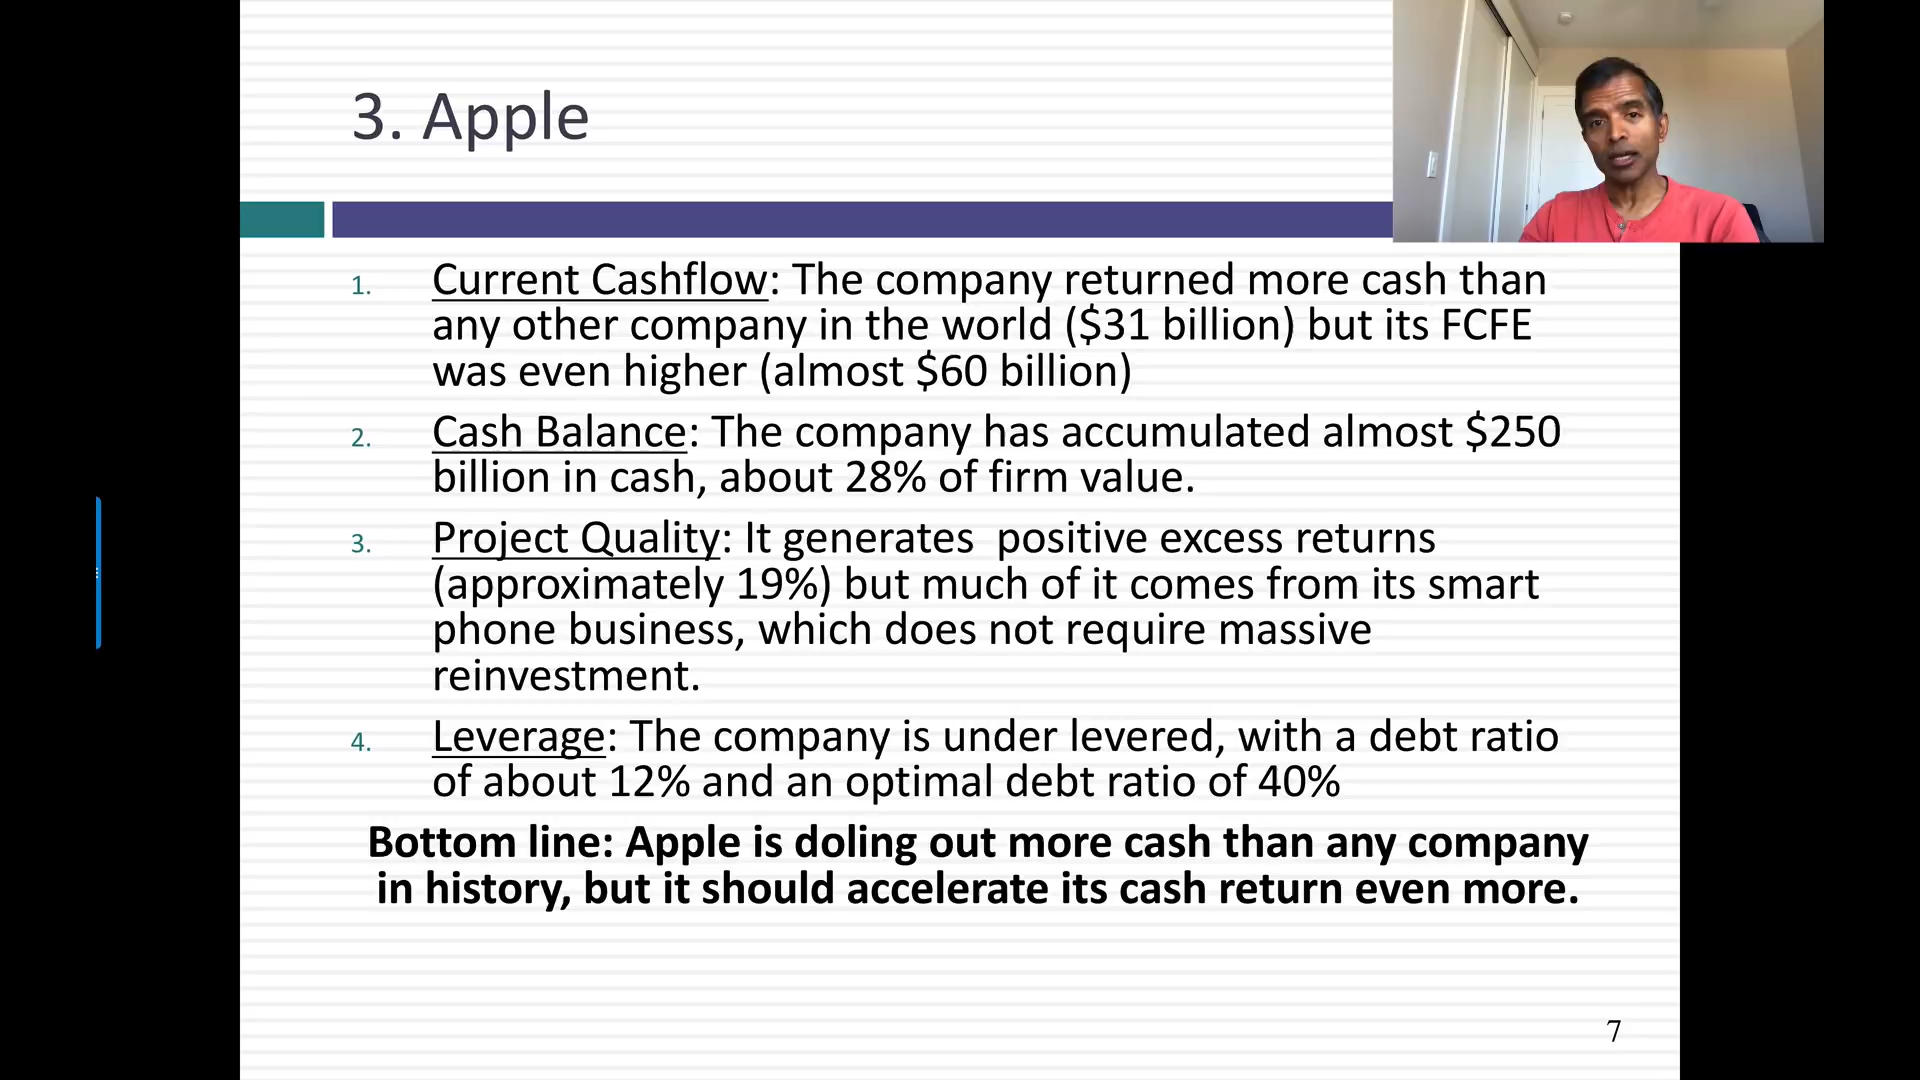 3. Apple
1. Current Cashflow: The company returned more cash than
any other company in the world ($31 billion) but its FCFE
was even higher (almost $60 billion)
2. Cash Balance: The company has accumulated almost $250
billion in cash, about 28% of firm value.
3. Project Quality: It generates  positive excess returns
(approximately 19%) but much of it comes from its smart
phone business, which does not require massive
reinvestment.
4. Leverage: The company is under levered, with a debt ratio
of about 12% and an optimal debt ratio of 40%
Bottom line: Apple is doling out more cash than any company
in history, but it should accelerate its cash return even more.
7